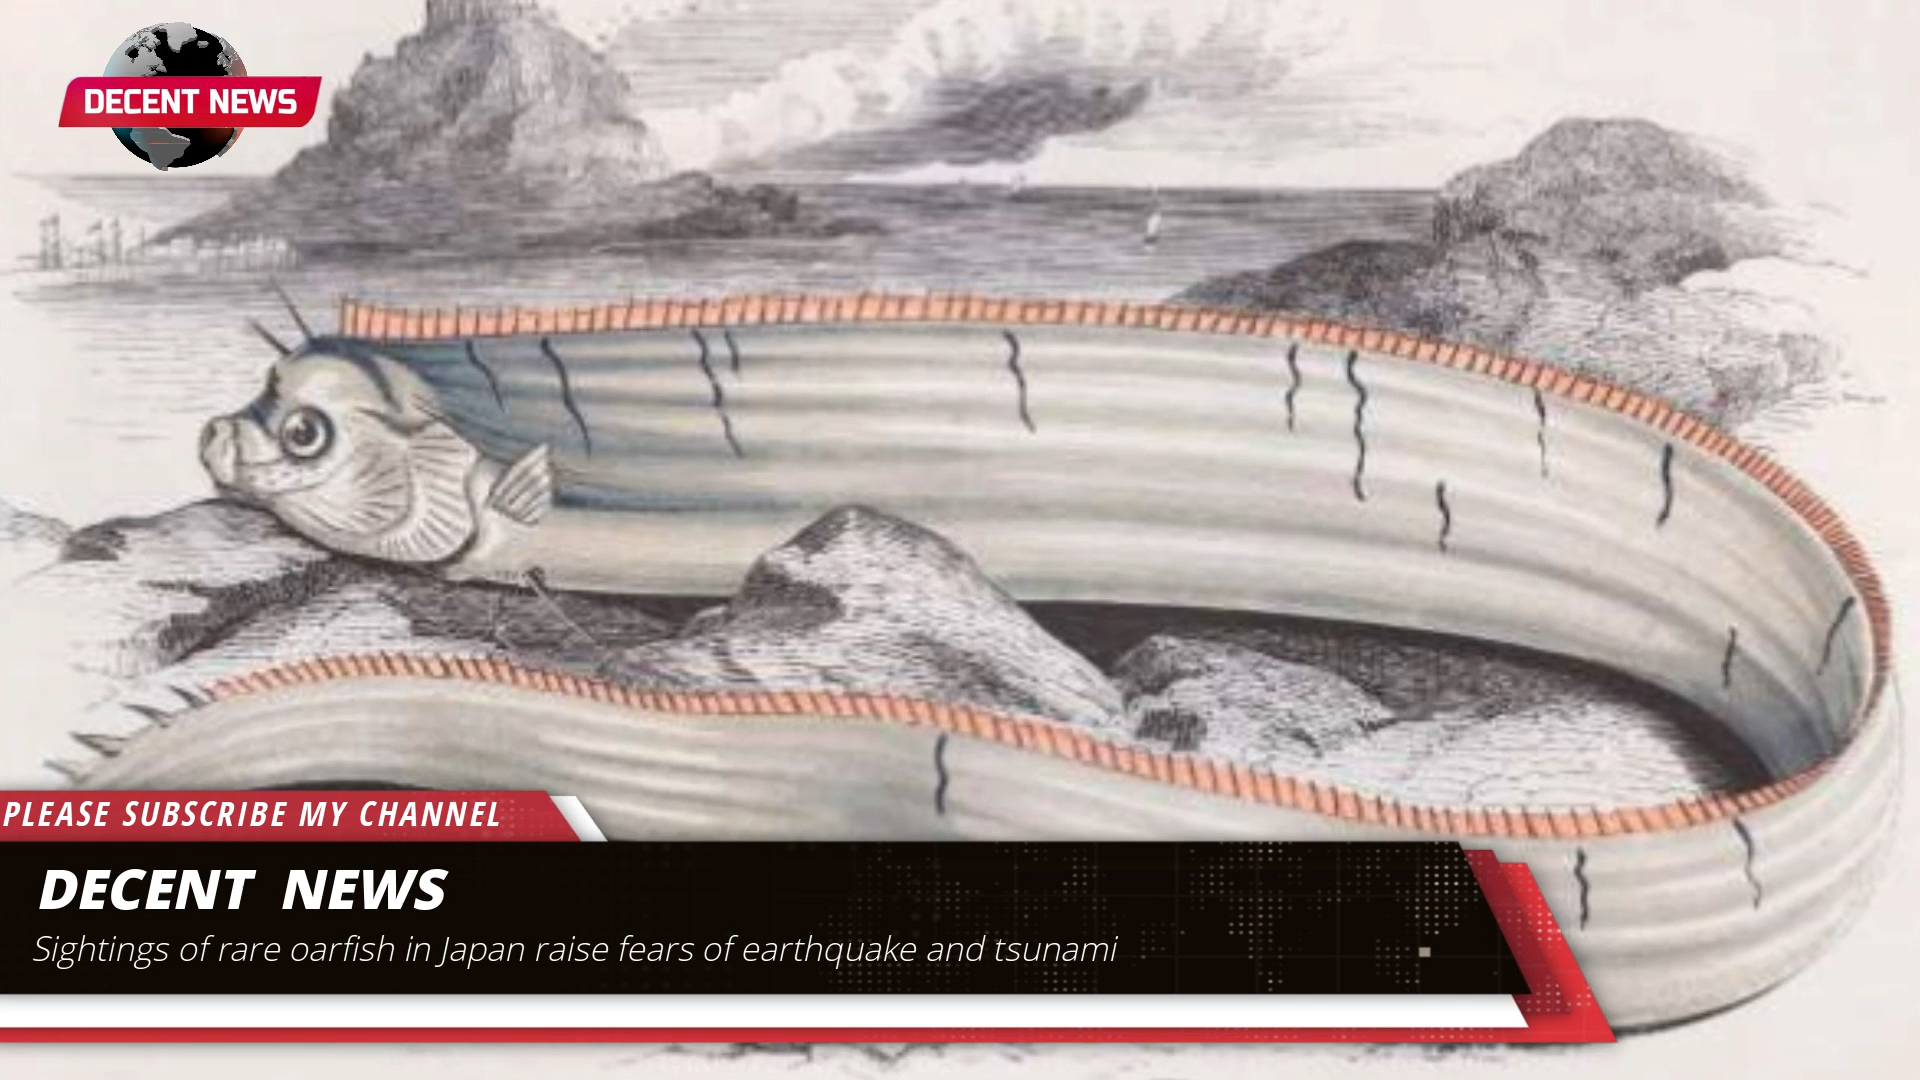 DECENT NEWS
PLEASE SUBSCRIBE MY CHANNEL
DECENT NEWS
Sightings of rare oarfish in Japan raise fears of earthquake and tsunami